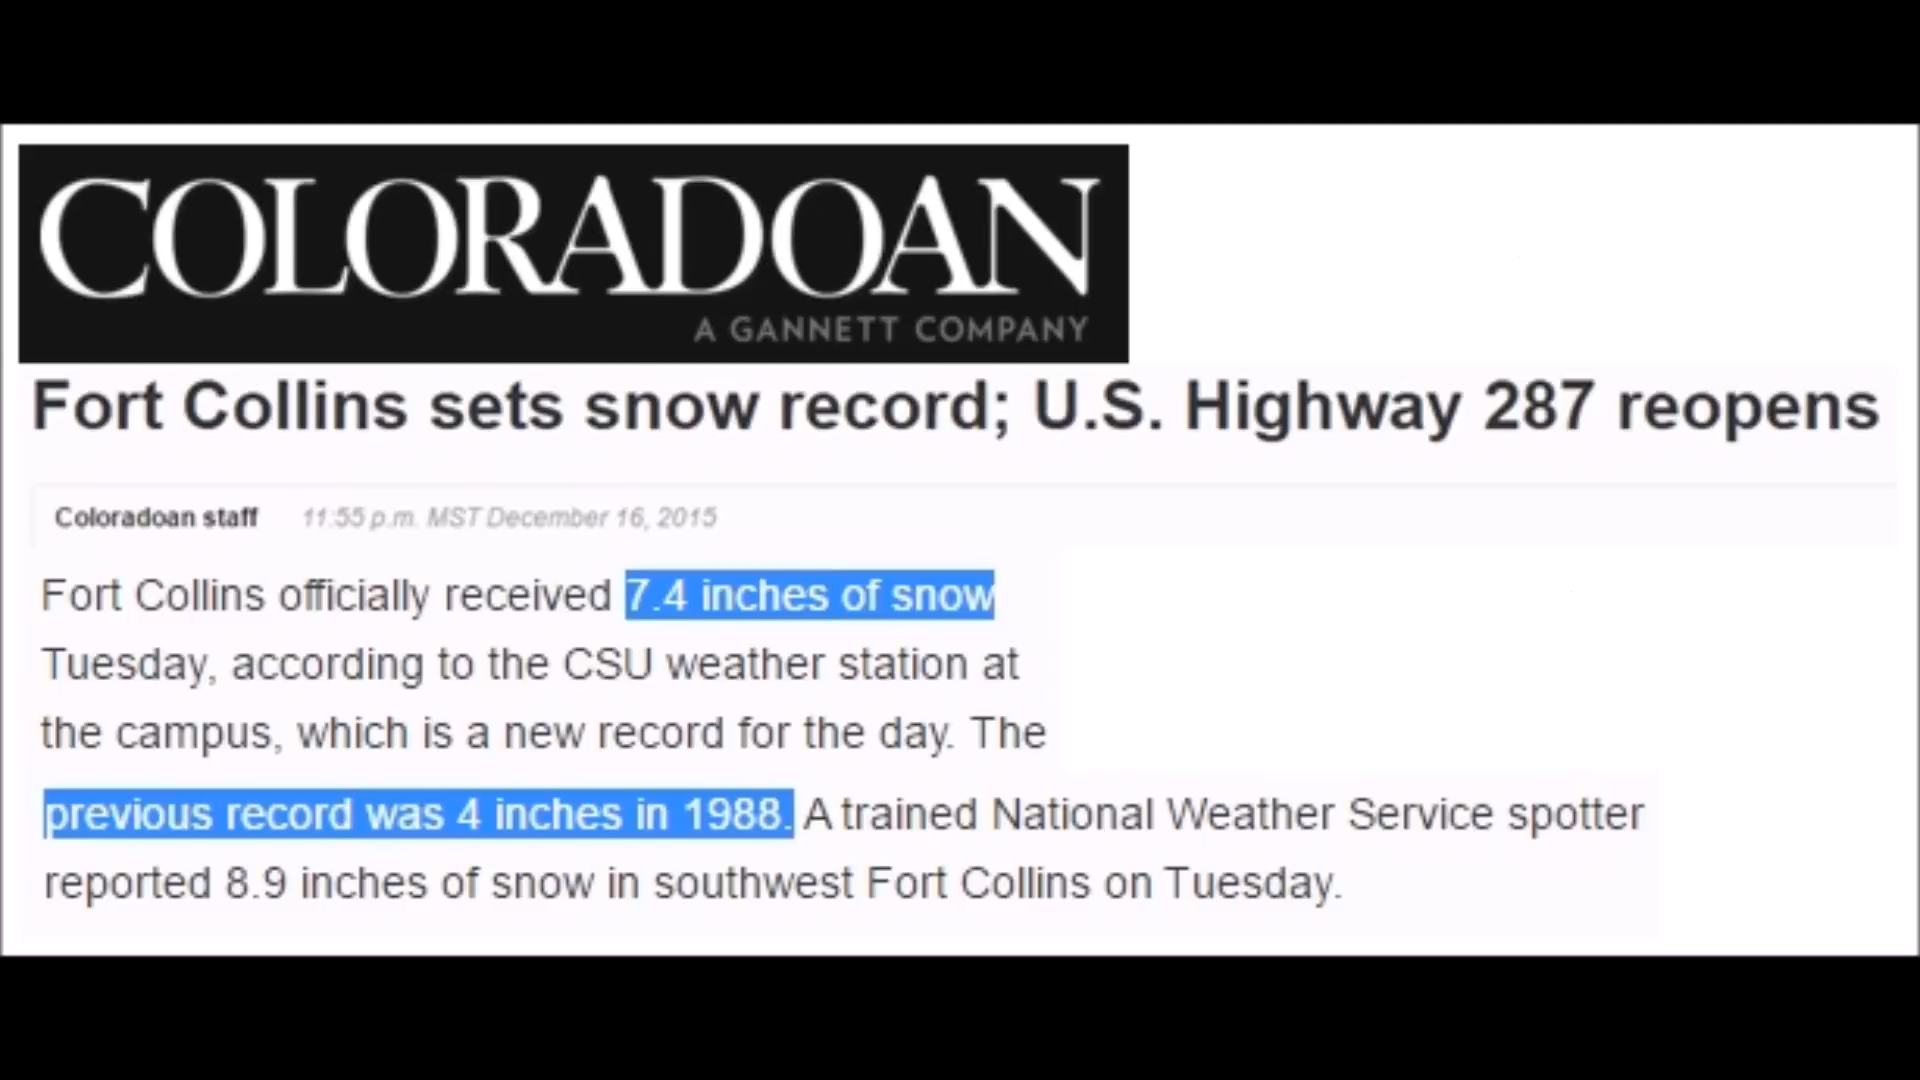 COLORADOAN
A GANNETT COMPANY
Fort Collins sets snow record; U.S. Highway 287 reopens
Coloradoan staff 11:55 p.m. MST December 16, 2015
Fort Collins officially received 7.4 inches of snow
Tuesday, according to the CSU weather station at
the campus, which is a new record for the day. The
previous record was 4 inches in 1988. A trained National Weather Service spotter
reported 8.9 inches of snow in southwest Fort Collins on Tuesday.